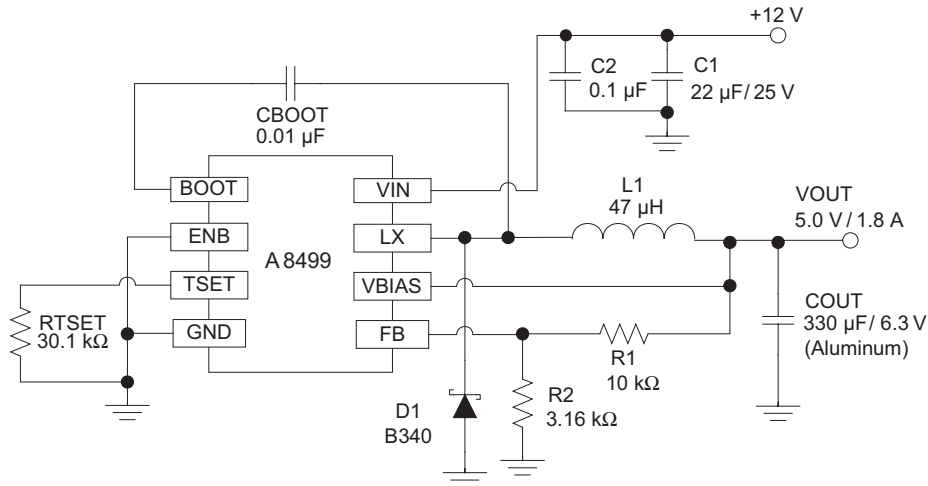 +12 V
C2
0.1 µF
C1
22 µF/ 25 V
CBOOT
0.01 µF
BOOT
VIN
L1
47 µH
VOUT
5.0 V / 1.8 A
ENB
LX
A 8499
TSET
VBIAS
RTSET
30.1 kΩ
GND
FB
COUT
330 µF/ 6.3 V
(Aluminum)
R1
10 kΩ
D1
B340
R2
3.16 kΩ